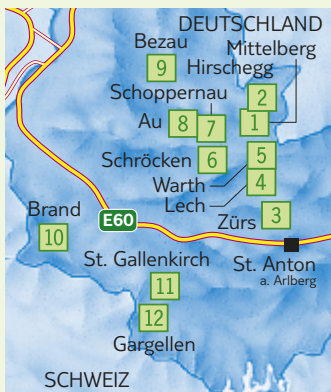 DEUTSCHLAND
Bezau
Mittelberg
9
Hirschegg
2
Schoppernau
1
Au
8
7
Schröcken
6
5
Warth
4
Lech
Brand
E60
Zürs
3
10
St. Gallenkirch
St. Anton
a. Arlberg
11
12
Gargellen
SCHWEIZ